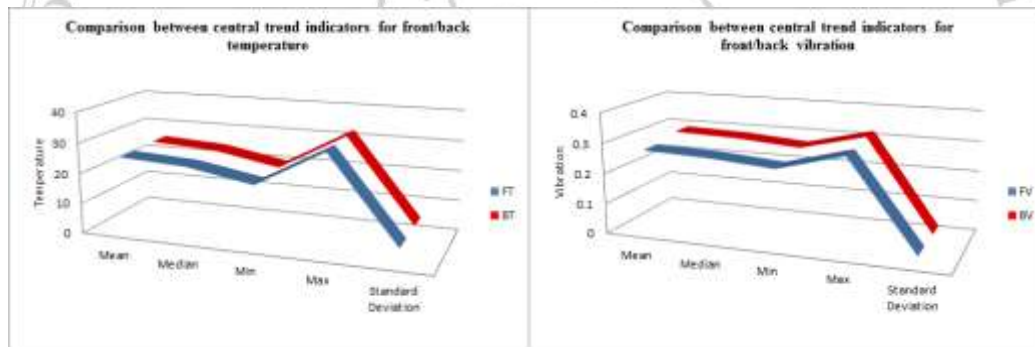 Comparison between central trend indicators for front/back
temperature
40
30
20
10
0
Temperature
Mean
Median
Min
Max
Standard
Deviation
FT
BT
Comparison between central trend indicators for
front/back vibration
0.4
0.3
0.2
0.1
0
Vibration
Mean
Median
Min
Max
Standard
Deviation
FV
BV